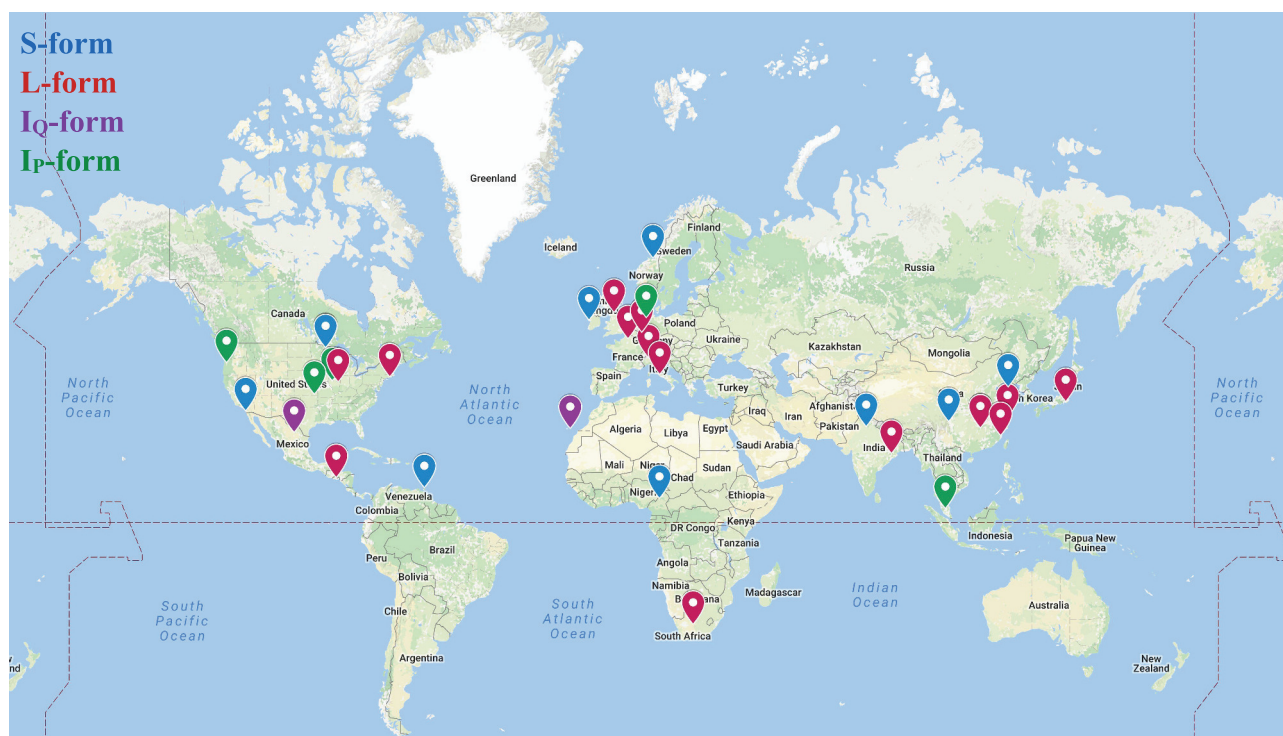 S-form
L-form
IQ-form
IP-form
Greenland
Iceland
Finland
Sweden
Norway
Russia
Canada
Poland
Ukraine
France
Spain
Kazakhstan
Mongolia
North
Pacific
Ocean
United
North
Atlantic
Ocean
Turkey
Iraq
Iran
Afghanistan
Pakistan
North
Pacific
Ocean
Mexico
Algeria
Libya
Egypt
Saudi Arabia
India
Thailand
Mali
Niger
Chad
Sudan
Ethiopia
Venezuela
Colombia
DR Congo
Kenya
Tanzania
Indonesia
Papua New
Guinea
Peru
Brazil
Bolivia
Angola
Namibia
Madagascar
Indian
Ocean
South
Pacific
Ocean
Chile
South
Atlantic
Ocean
South Africa
Australia
Argentina
New
Zealand